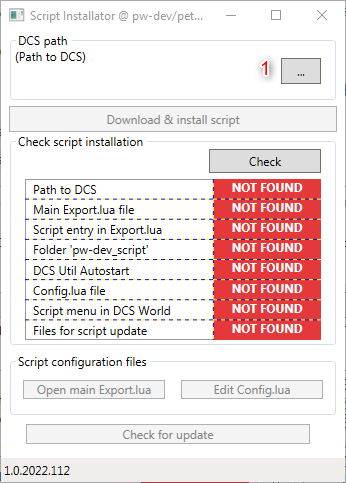 Script Installator @ pw-dev/pet...
DCS path
(Path to DCS)
1
...
Download & install script
Check script installation
Check
Path to DCS NOT FOUND
Main Export.lua file NOT FOUND
Script entry in Export.lua NOT FOUND
Folder 'pw-dev_script' NOT FOUND
DCS Util Autostart NOT FOUND
Config.lua file NOT FOUND
Script menu in DCS World NOT FOUND
Files for script update NOT FOUND
Script configuration files
Open main Export.lua Edit Config.lua
Check for update
1.0.2022.112